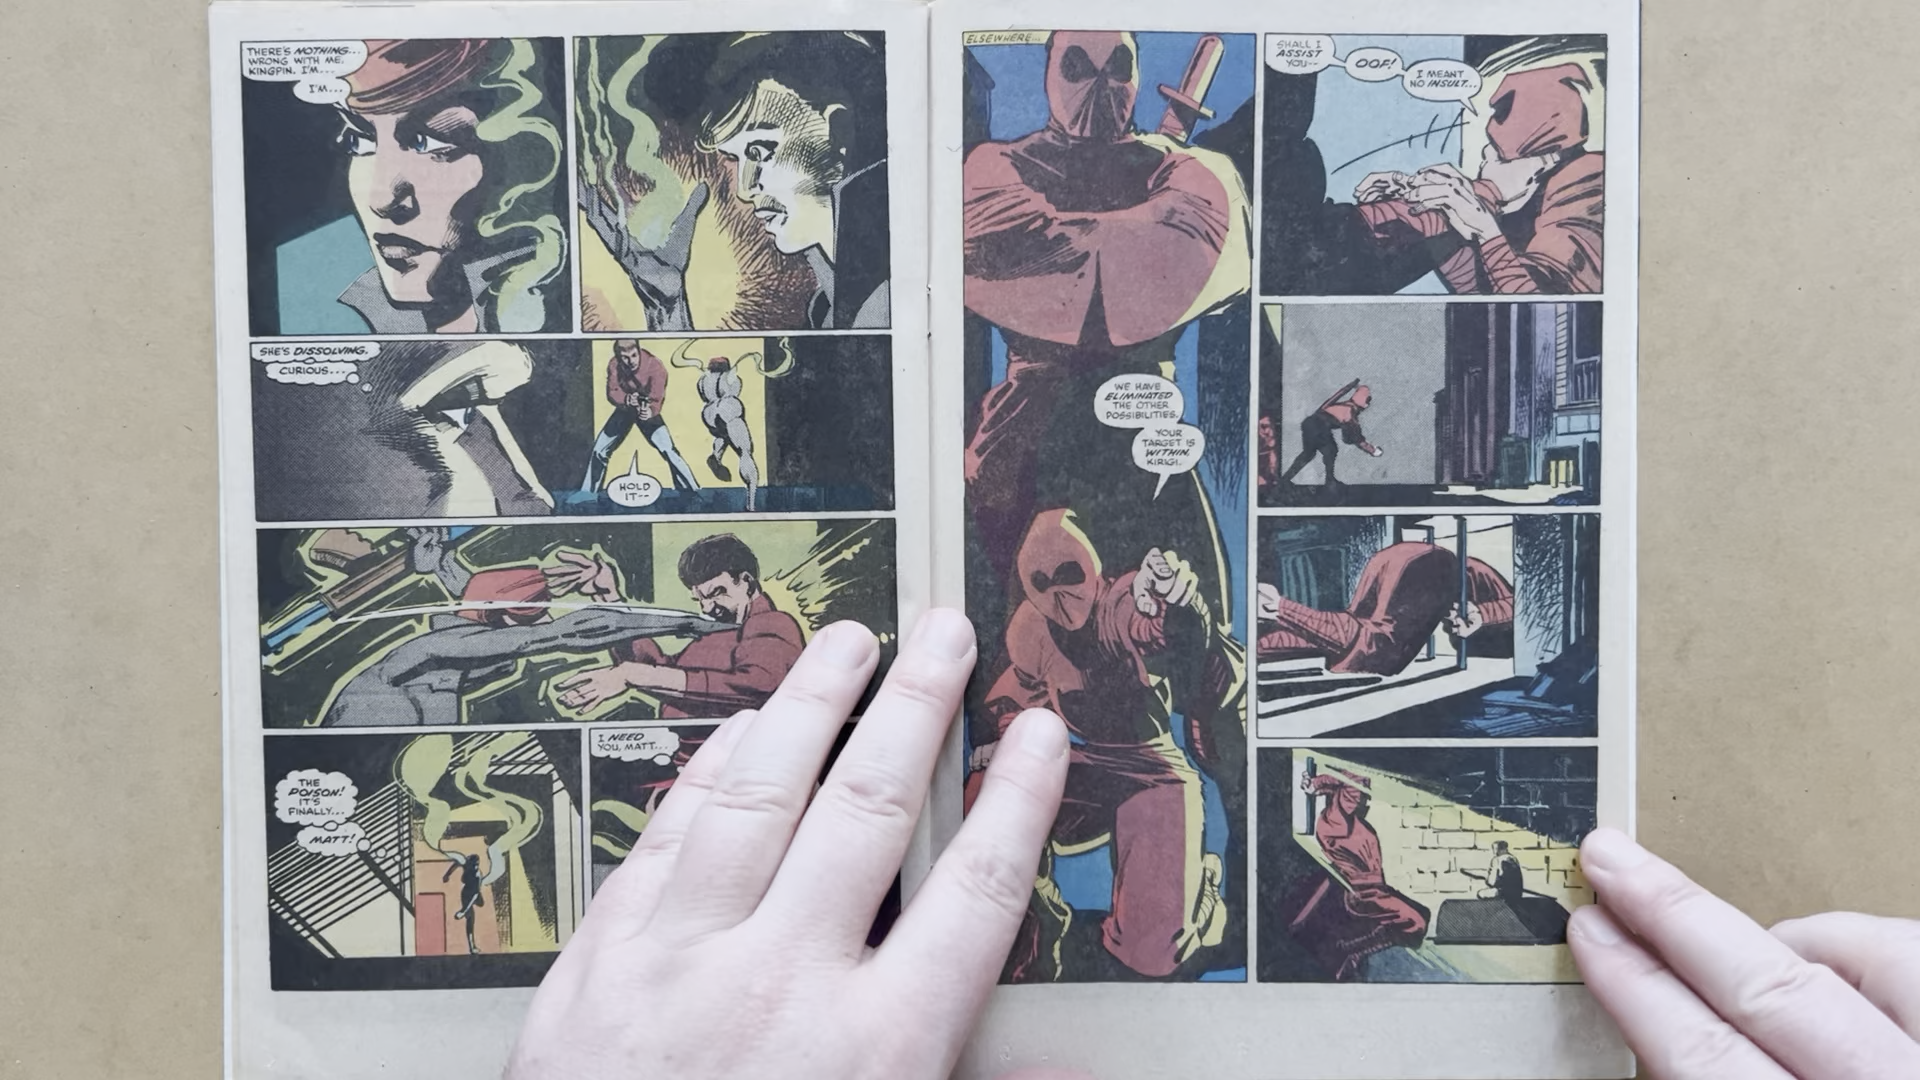 THERE'S NOTHING...
WRONG WITH ME,
KINGPIN. I'M...
I'M...
SHE'S DISSOLVING.
CURIOUS...
HOLD
IT--
THE
POISON!
IT'S
FINALLY...
MATT!
I NEED
YOU, MATT...
ELSEWHERE...
WE HAVE
ELIMINATED
THE OTHER
POSSIBILITIES.
YOUR
TARGET IS
WITHIN,
KIRIGI.
SHALL I
ASSIST
YOU--
OOF!
I MEANT
NO INSULT...